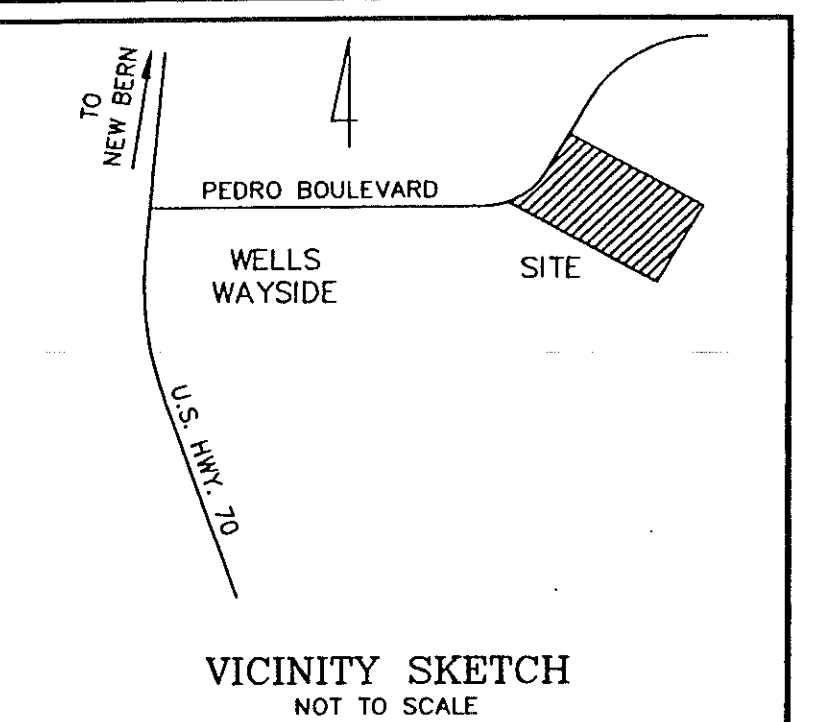 TO
NEW BERN
PEDRO BOULEVARD
WELLS
WAYSIDE
SITE
U.S. HWY. 70
VICINITY SKETCH
NOT TO SCALE